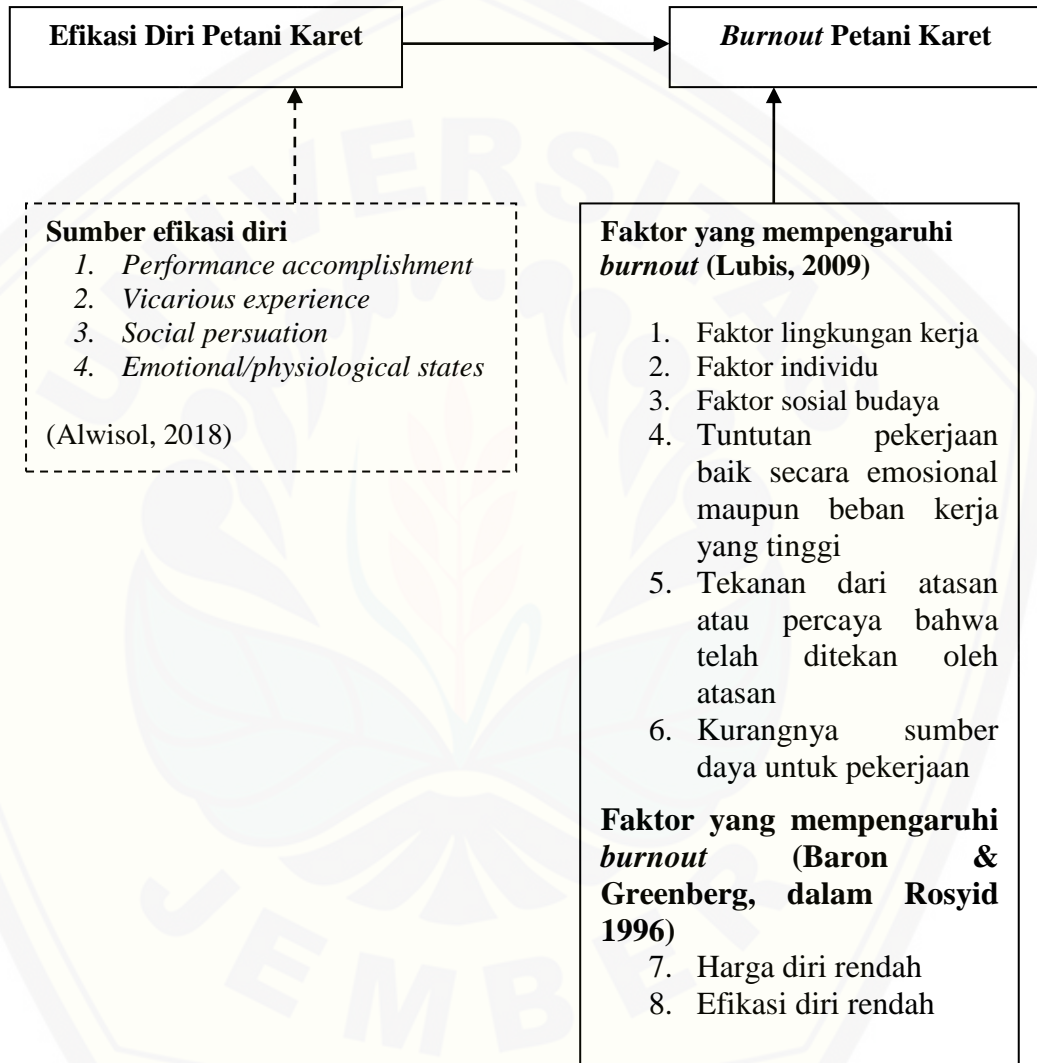 Efikasi Diri Petani Karet
Burnout Petani Karet
Sumber efikasi diri
1. Performance accomplishment
2. Vicarious experience
3. Social persuation
4. Emotional/physiological states
(Alwisol, 2018)
Faktor yang mempengaruhi
burnout (Lubis, 2009)
1. Faktor lingkungan kerja
2. Faktor individu
3. Faktor sosial budaya
4. Tuntutan pekerjaan
baik secara emosional
maupun beban kerja
yang tinggi
5. Tekanan dari atasan
atau percaya bahwa
telah ditekan oleh
atasan
6. Kurangnya sumber
daya untuk pekerjaan
Faktor yang mempengaruhi
burnout (Baron &
Greenberg, dalam Rosyid
1996)
7. Harga diri rendah
8. Efikasi diri rendah
UNIVERSITAS
JEMBER